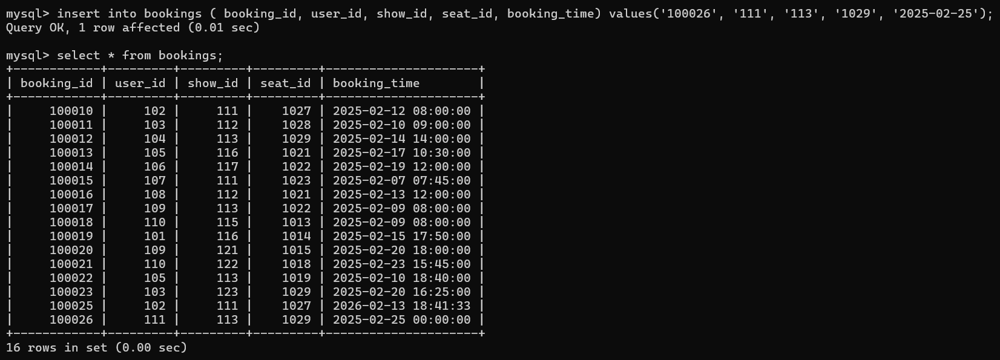 mysql> insert into bookings ( booking_id, user_id, show_id, seat_id, booking_time) values('100026', '111', '113', '1029', '2025-02-25');
Query OK, 1 row affected (0.01 sec)

mysql> select * from bookings;
+------------+---------+---------+---------+---------------------+
| booking_id | user_id | show_id | seat_id | booking_time        |
+------------+---------+---------+---------+---------------------+
|     100010 |     102 |     111 |    1027 | 2025-02-12 08:00:00 |
|     100011 |     103 |     112 |    1028 | 2025-02-10 09:00:00 |
|     100012 |     104 |     113 |    1029 | 2025-02-14 14:00:00 |
|     100013 |     105 |     116 |    1021 | 2025-02-17 10:30:00 |
|     100014 |     106 |     117 |    1022 | 2025-02-19 12:00:00 |
|     100015 |     107 |     111 |    1023 | 2025-02-07 07:45:00 |
|     100016 |     108 |     112 |    1021 | 2025-02-13 12:00:00 |
|     100017 |     109 |     113 |    1022 | 2025-02-09 08:00:00 |
|     100018 |     110 |     115 |    1013 | 2025-02-09 08:00:00 |
|     100019 |     101 |     116 |    1014 | 2025-02-15 17:50:00 |
|     100020 |     109 |     121 |    1015 | 2025-02-20 18:00:00 |
|     100021 |     110 |     122 |    1018 | 2025-02-23 15:45:00 |
|     100022 |     105 |     113 |    1019 | 2025-02-10 18:40:00 |
|     100023 |     103 |     123 |    1029 | 2025-02-20 16:25:00 |
|     100025 |     102 |     111 |    1027 | 2026-02-13 18:41:33 |
|     100026 |     111 |     113 |    1029 | 2025-02-25 00:00:00 |
+------------+---------+---------+---------+---------------------+
16 rows in set (0.00 sec)